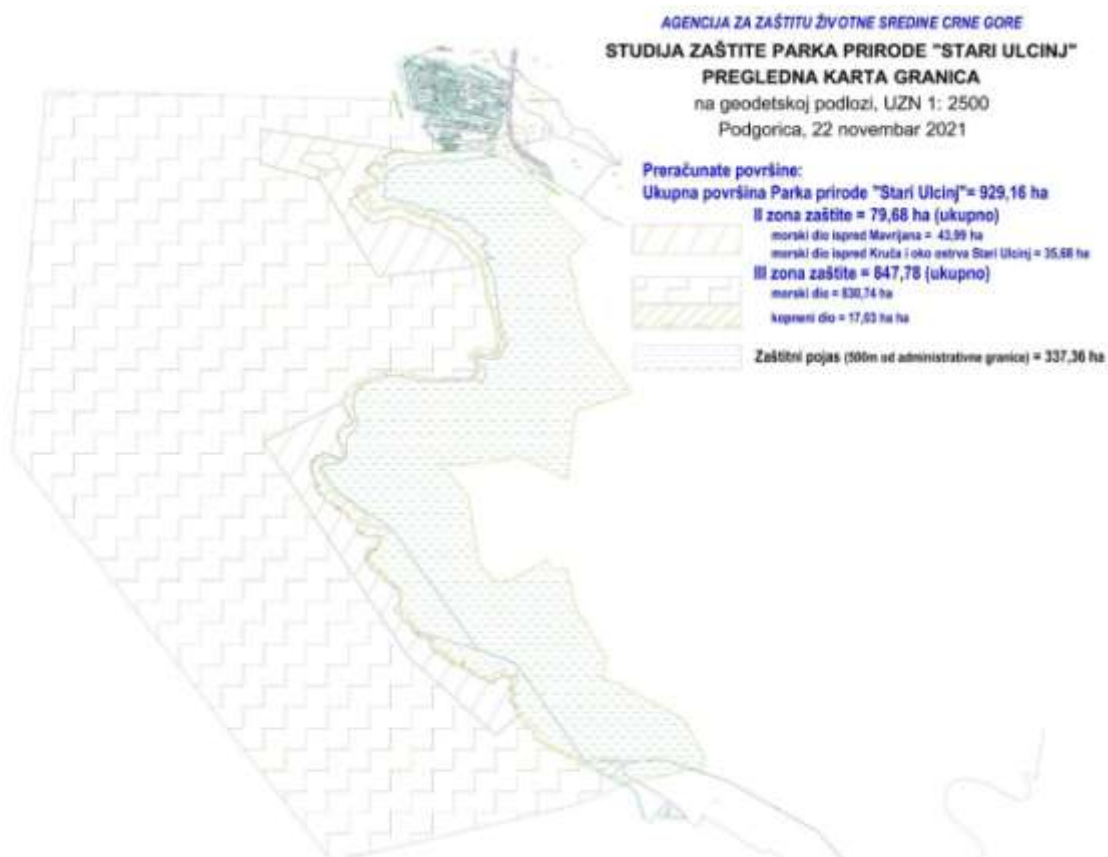 AGENCIJA ZA ZAŠTITU ŽIVOTNE SREDINE CRNE GORE
STUDIJA ZAŠTITE PARKA PRIRODE "STARI ULCINJ"
PREGLEDNA KARTA GRANICA
na geodetskoj podlozi, UZN 1: 2500
Podgorica, 22 novembar 2021
Preračunate površine:
Ukupna površina Parka prirode "Stari Ulcinj"= 929,16 ha
II zona zaštite = 79,68 ha (ukupno)
morski dio ispred Mavrijana = 43,99 ha
morski dio ispred Kruča i oko ostrva Stari Ulcinj = 35,68 ha
III zona zaštite = 847,78 (ukupno)
morski dio = 830,74 ha
kopneni dio = 17,03 ha ha
Zaštitni pojas (500m od administrativne granice) = 337,36 ha